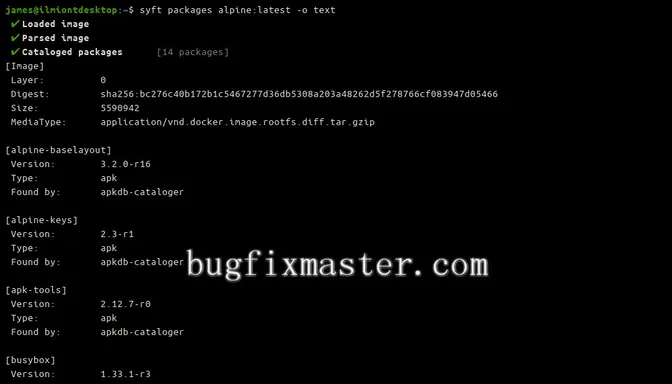 james@ilmiontdesktop:~$ syft packages alpine:latest -o text
✔ Loaded image
✔ Parsed image
✔ Cataloged packages [14 packages]
[Image]
Layer: 0
Digest: sha256:bc276c40b172b1c5467277d36db5308a203a48262d5f278766cf083947d05466
Size: 5590942
MediaType: application/vnd.docker.image.rootfs.diff.tar.gzip
[alpine-baselayout]
Version: 3.2.0-r16
Type: apk
Found by: apkdb-cataloger
[alpine-keys]
Version: 2.3-r1
Type: apk
Found by: apkdb-cataloger
bugfixmaster.com
[apk-tools]
Version: 2.12.7-r0
Type: apk
Found by: apkdb-cataloger
[busybox]
Version: 1.33.1-r3